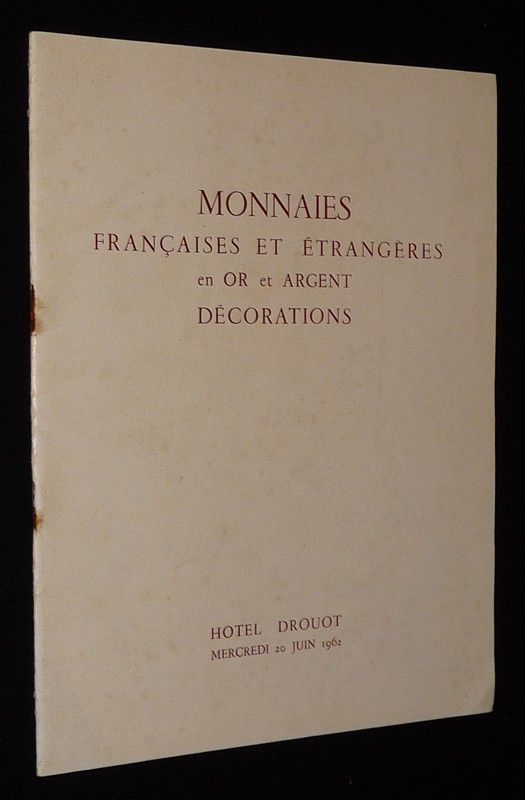 MONNAIES
FRANÇAISES ET ÉTRANGÈRES
en OR et ARGENT
DÉCORATIONS
HOTEL DROUOT
MERCREDI 20 JUIN 1962